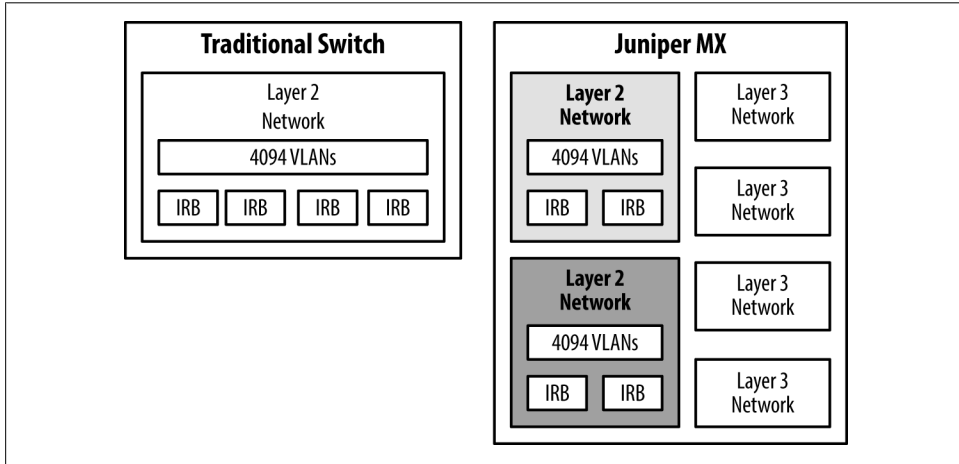 Traditional Switch
Layer 2
Network
4094 VLANs
IRB IRB IRB IRB
Juniper MX
Layer 2
Network
4094 VLANs
IRB IRB
Layer 2
Network
4094 VLANs
IRB IRB
Layer 3
Network
Layer 3
Network
Layer 3
Network
Layer 3
Network